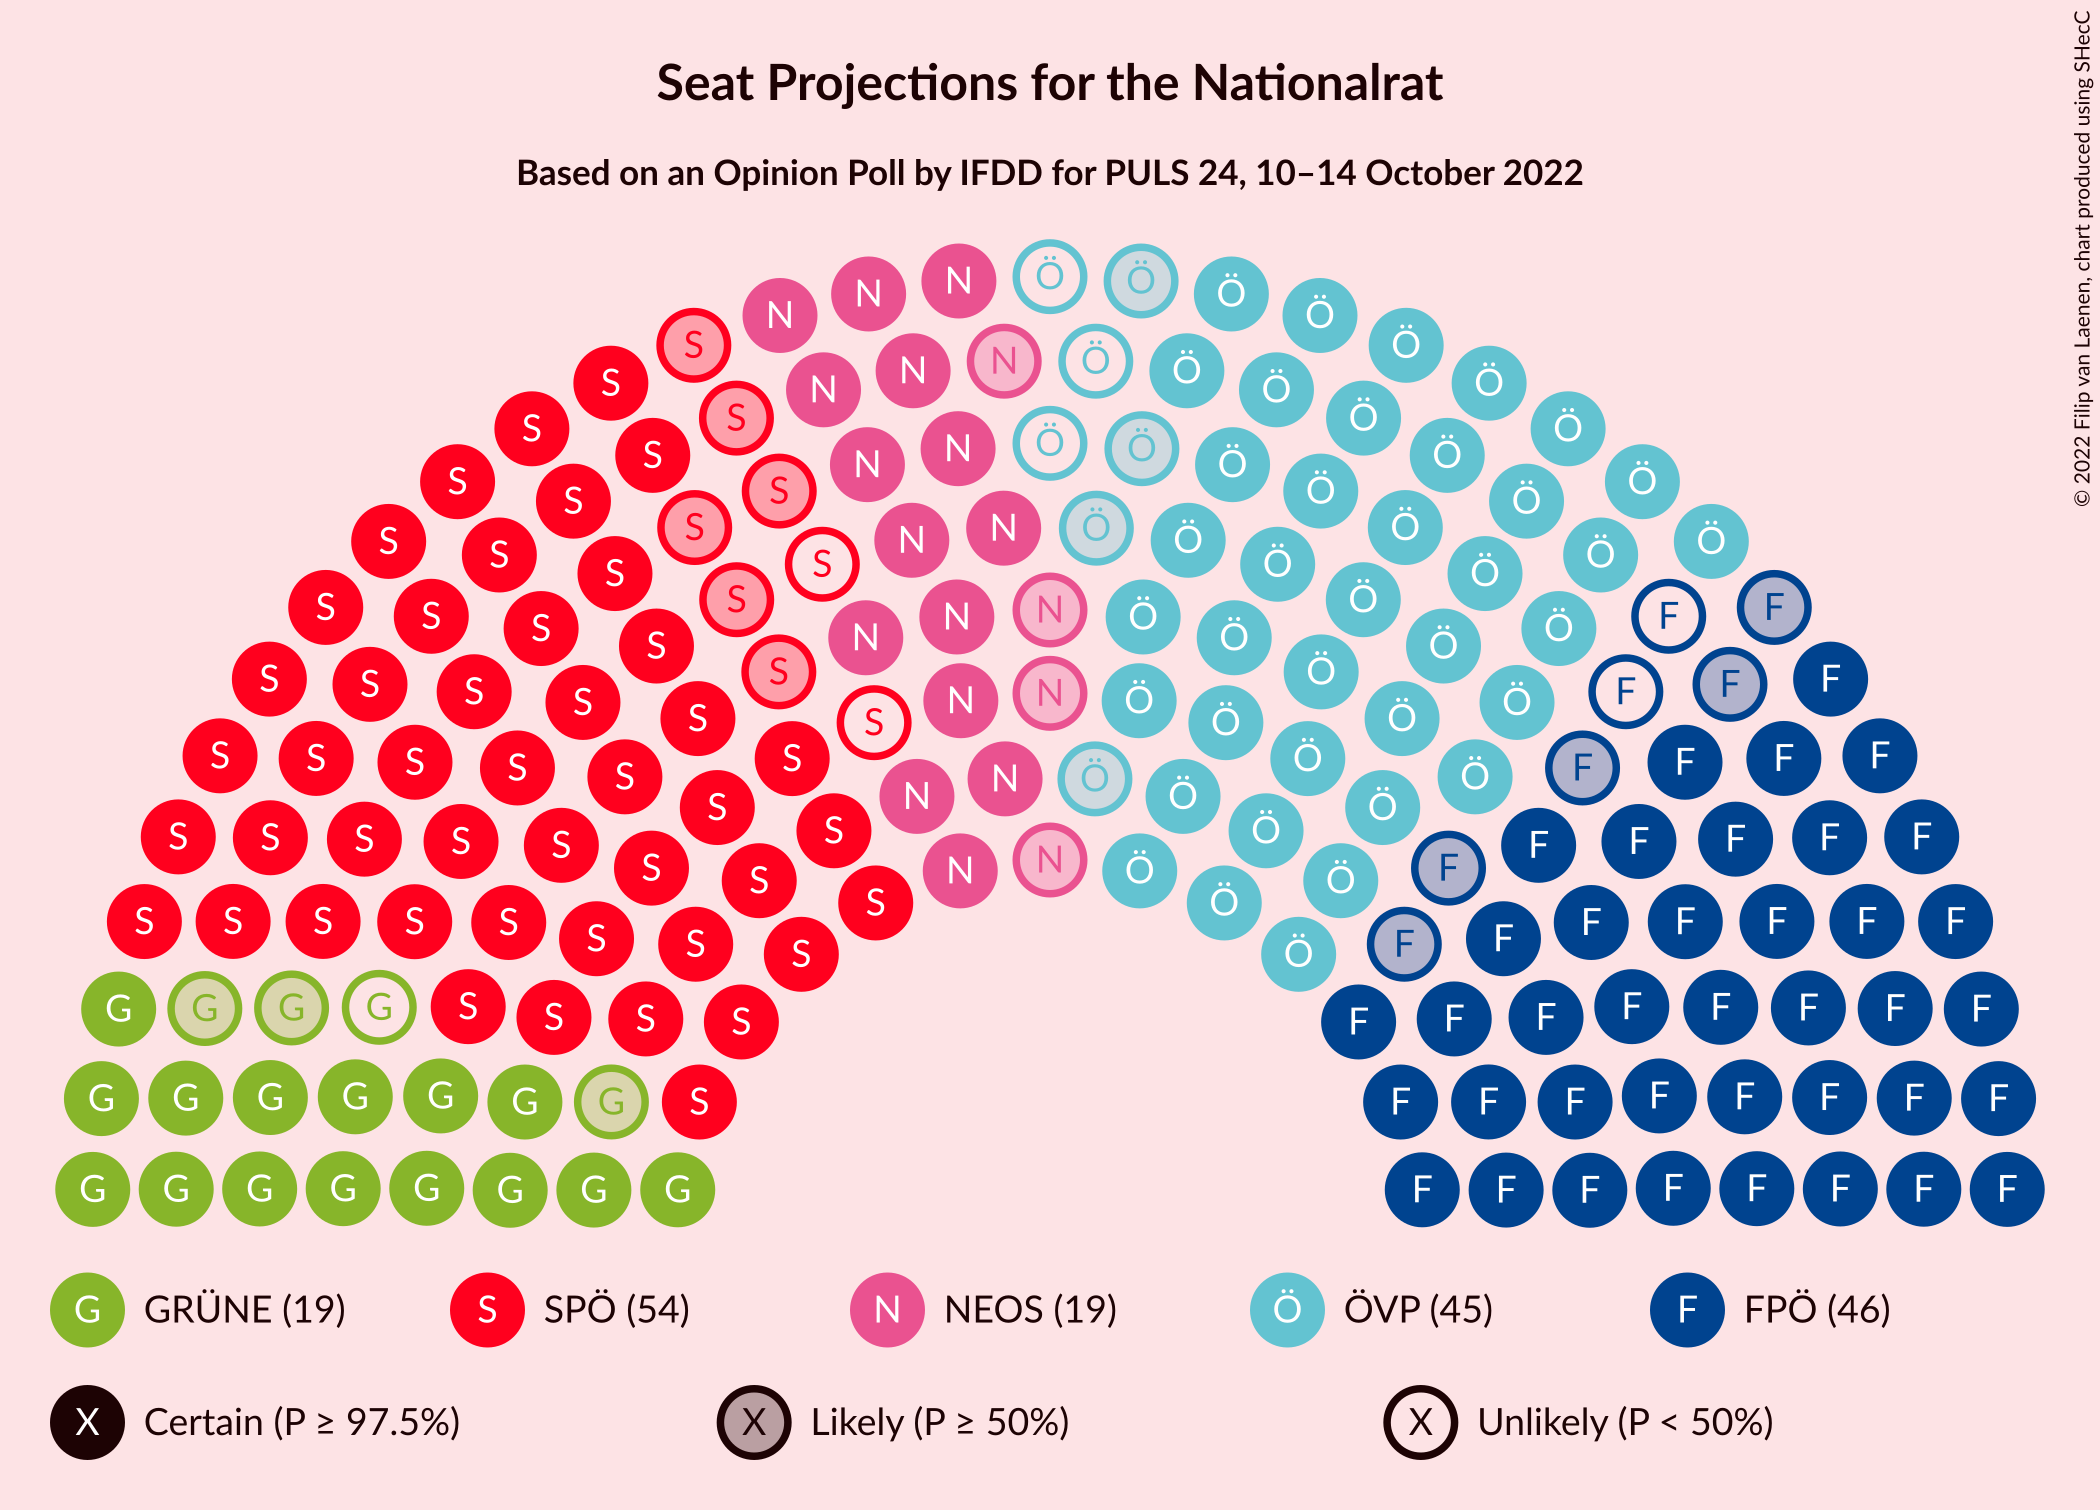 Seat Projections for the Nationalrat
Based on an Opinion Poll by IFDD for PULS 24, 10–14 October 2022
© 2022 Filip van Laenen, chart produced using SHecC
N N N Ö Ö Ö Ö
S N N N Ö Ö Ö Ö Ö
S S N N Ö Ö Ö Ö Ö
S S S N N Ö Ö Ö Ö Ö Ö
S S S S N N N Ö Ö Ö Ö Ö Ö
S S S S S N N Ö Ö Ö Ö Ö Ö F F
S S S S S S N N Ö Ö Ö Ö Ö F F F
S S S S S S S N N Ö Ö Ö Ö Ö F F F F
S S S S S S S N N Ö Ö Ö Ö F F F F F F
S S S S S S S S Ö F F F F F F F
G G G G S S S S F F F F F F F F
G G G G G G G S F F F F F F F F
G G G G G G G G F F F F F F F F
G GRÜNE (19) S SPÖ (54) N NEOS (19) Ö ÖVP (45) F FPÖ (46)
X Certain (P ≥ 97.5%) X Likely (P ≥ 50%) X Unlikely (P < 50%)